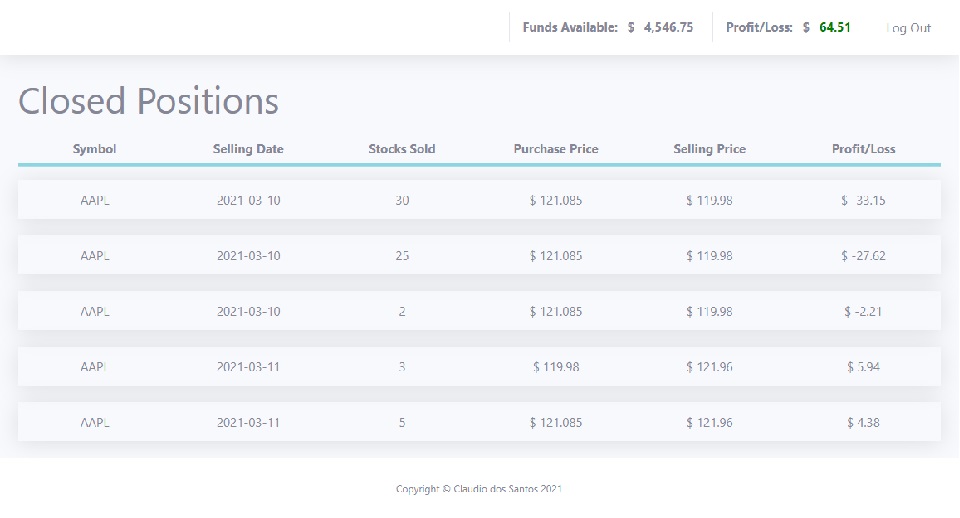 Funds Available: $ 4,546.75 Profit/Loss: $ 64.51 Log Out
Closed Positions
Symbol Selling Date Stocks Sold Purchase Price Selling Price Profit/Loss
AAPL 2021-03-10 30 $ 121.085 $ 119.98 $ -33.15
AAPL 2021-03-10 25 $ 121.085 $ 119.98 $ -27.62
AAPL 2021-03-10 2 $ 121.085 $ 119.98 $ -2.21
AAPL 2021-03-11 3 $ 119.98 $ 121.96 $ 5.94
AAPL 2021-03-11 5 $ 121.085 $ 121.96 $ 4.38
Copyright © Claudio dos Santos 2021